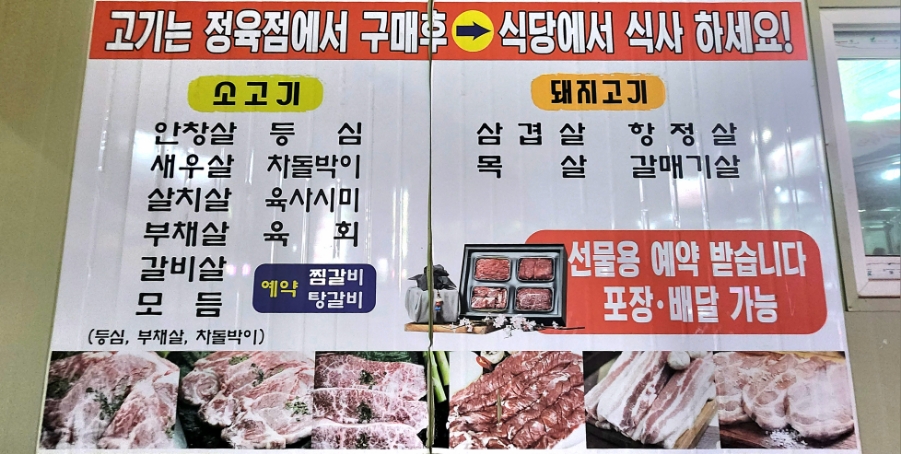 고기는 정육점에서 구매후 ➡ 식당에서 식사 하세요!
소고기
안창살 등 심
새우살 차돌박이
살치살 육사시미
부채살 육 회
갈비살
모 듬
(등심, 부채살, 차돌박이)
예약 찜갈비
탕갈비
돼지고기
삼 겹 살 항 정 살
목 살 갈매기살
선물용 예약 받습니다
포장·배달 가능